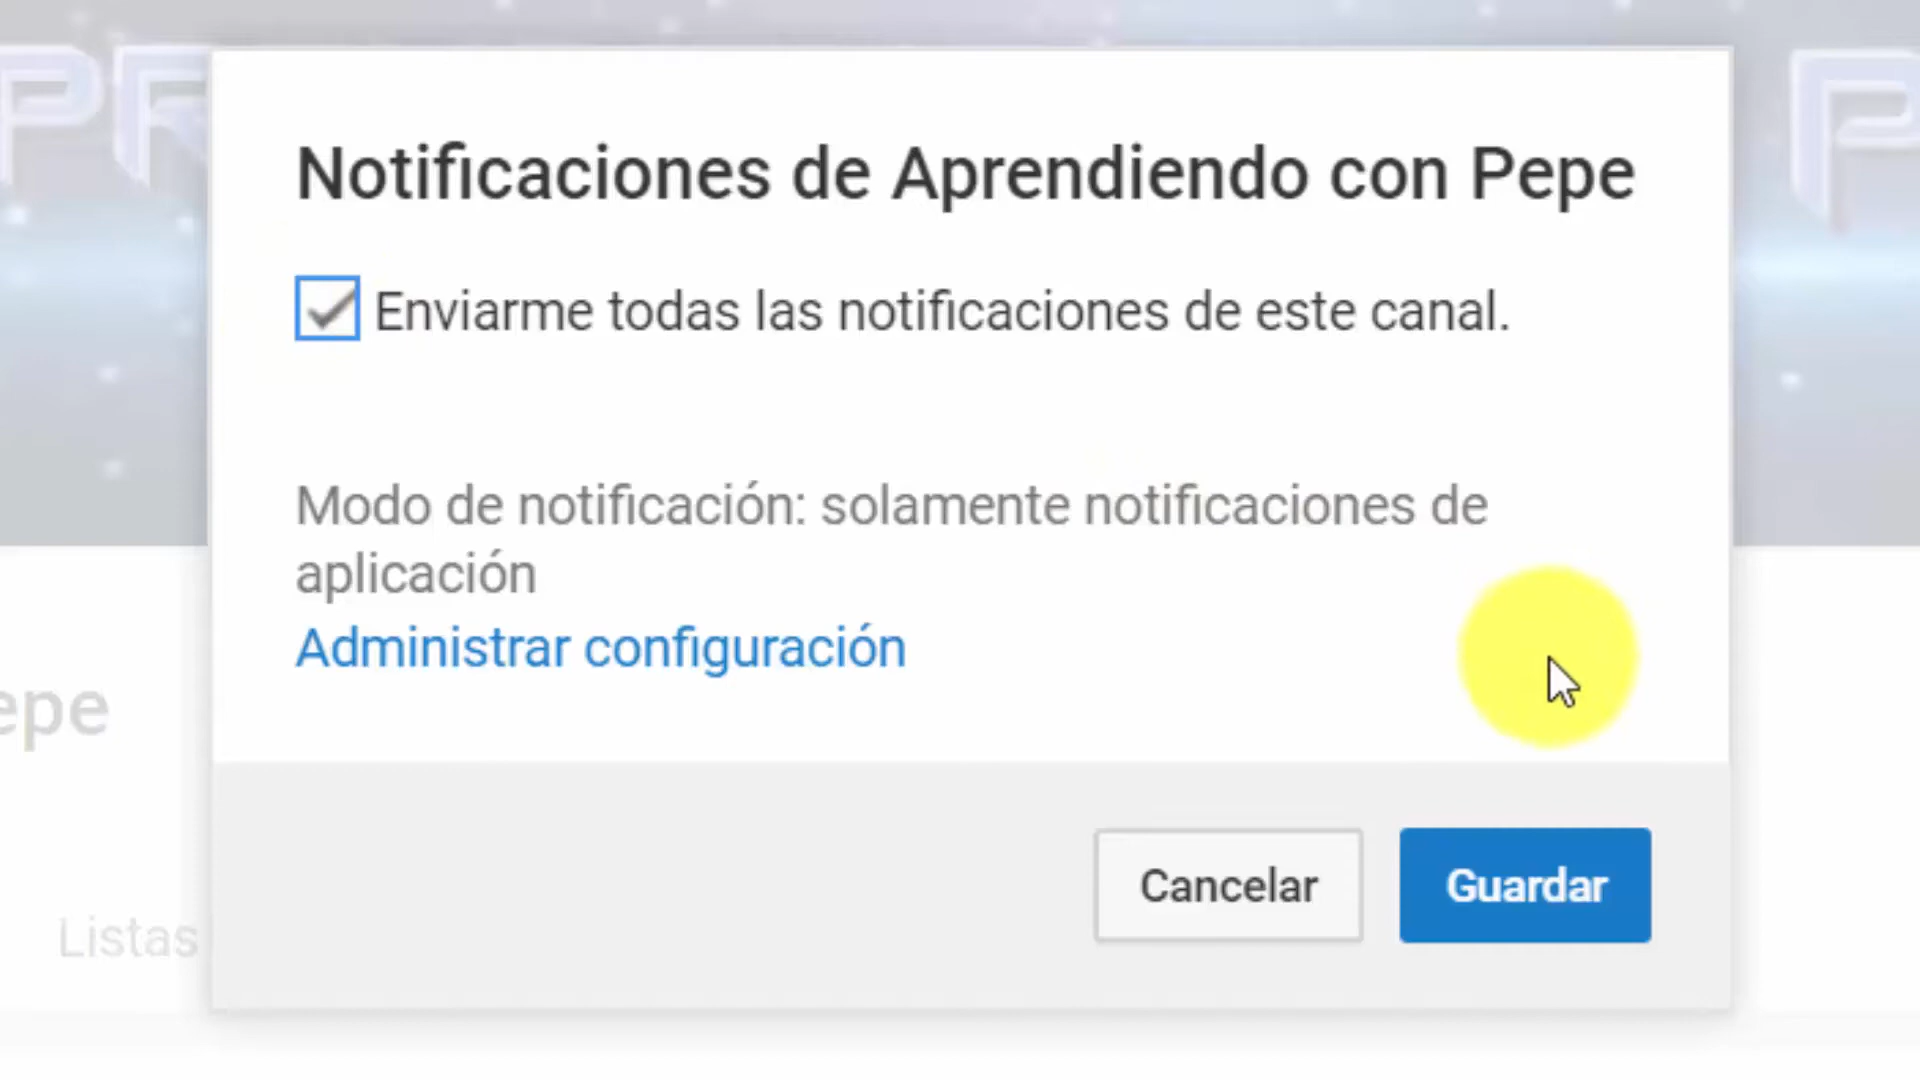 PR
P
Notificaciones de Aprendiendo con Pepe
Enviarme todas las notificaciones de este canal.
Modo de notificación: solamente notificaciones de
aplicación
Administrar configuración
epe
Cancelar
Guardar
Listas